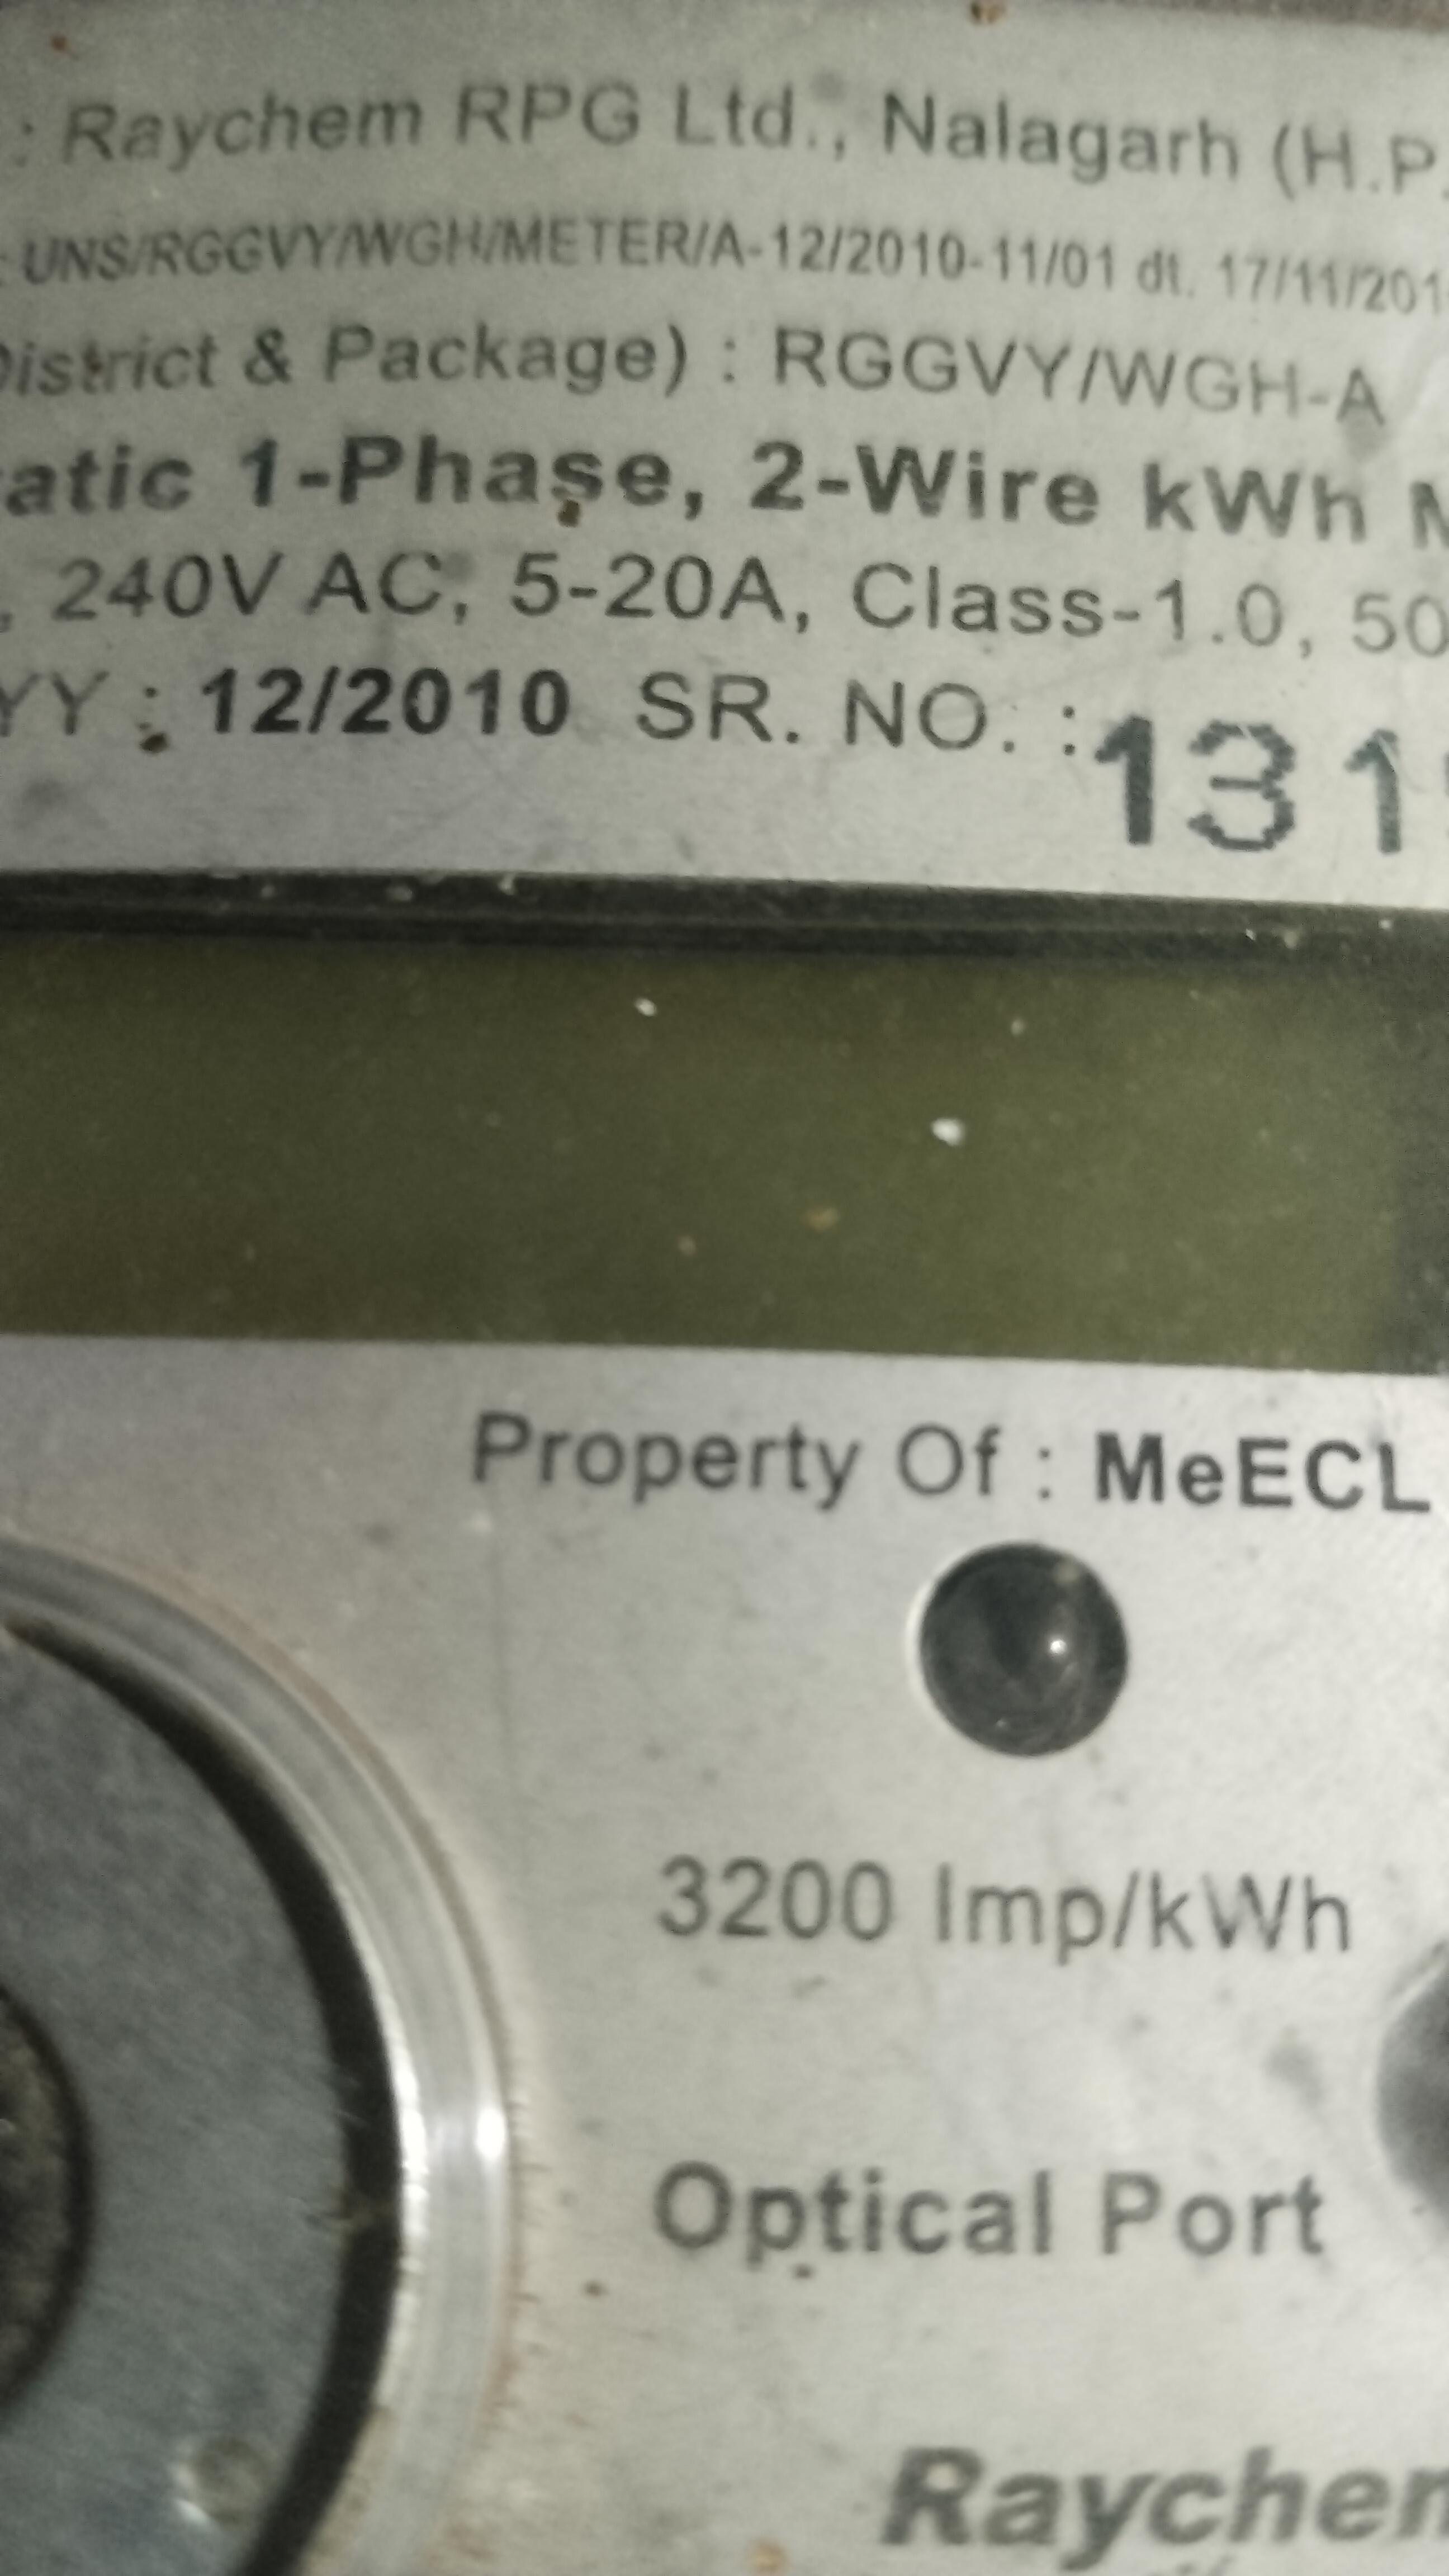 : Raychem RPG Ltd., Nalagarh (H.P.
: UNS/RGGVY/WGH/METER/A-12/2010-11/01 dt. 17/11/201
District & Package) : RGGVY/WGH-A
atic 1-Phase, 2-Wire kWh M
, 240V AC, 5-20A, Class-1.0, 50
YY : 12/2010 SR. NO. : 131
Property Of : MeECL
3200 Imp/kWh
Optical Port
Raychem